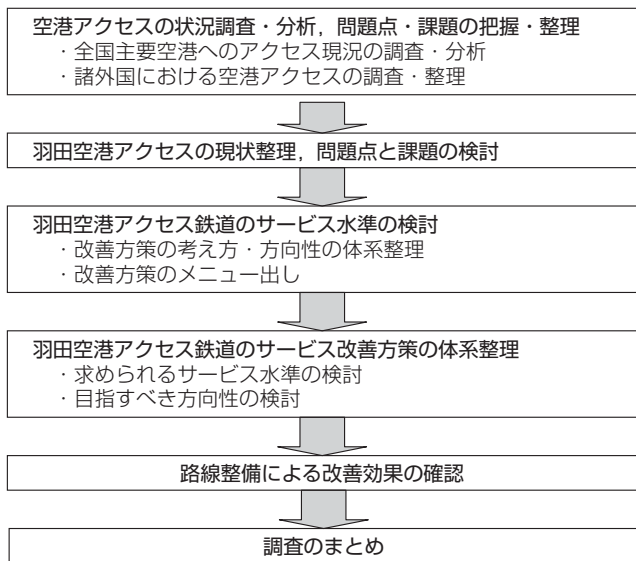 空港アクセスの状況調査・分析，問題点・課題の把握・整理
・全国主要空港へのアクセス現況の調査・分析
・諸外国における空港アクセスの調査・整理
羽田空港アクセスの現状整理，問題点と課題の検討
羽田空港アクセス鉄道のサービス水準の検討
・改善方策の考え方・方向性の体系整理
・改善方策のメニュー出し
羽田空港アクセス鉄道のサービス改善方策の体系整理
・求められるサービス水準の検討
・目指すべき方向性の検討
路線整備による改善効果の確認
調査のまとめ